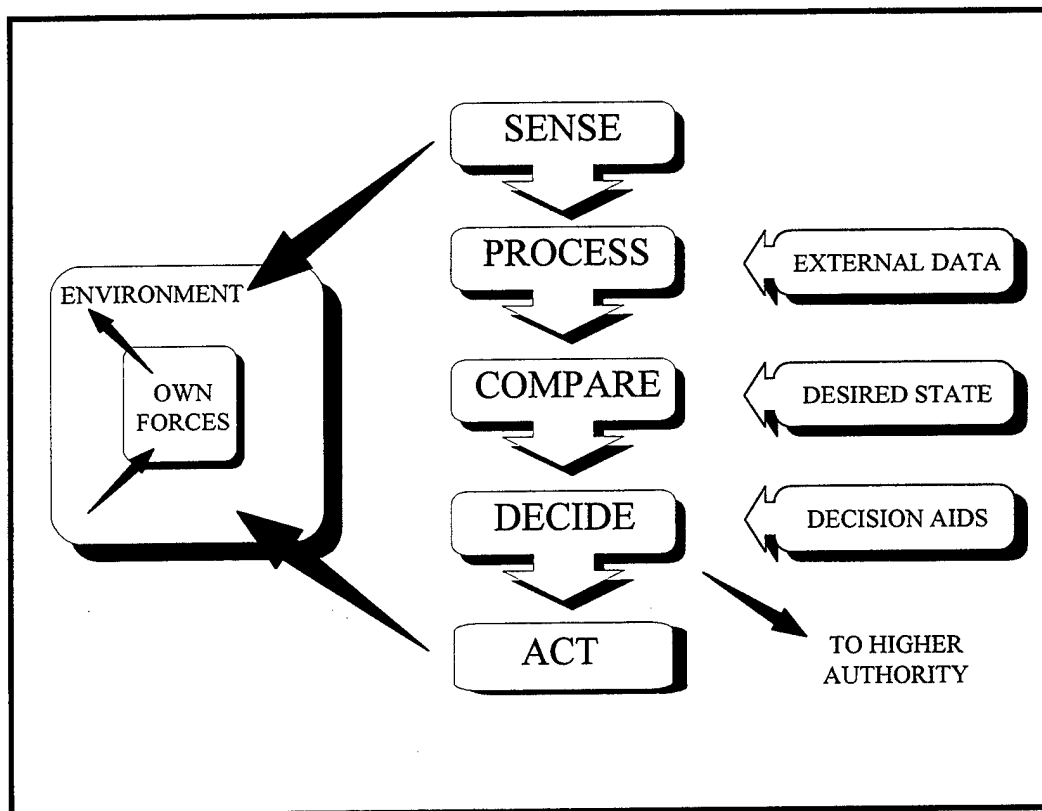 SENSE
PROCESS
EXTERNAL DATA
ENVIRONMENT
OWN
FORCES
COMPARE
DESIRED STATE
DECIDE
DECISION AIDS
ACT
TO HIGHER
AUTHORITY